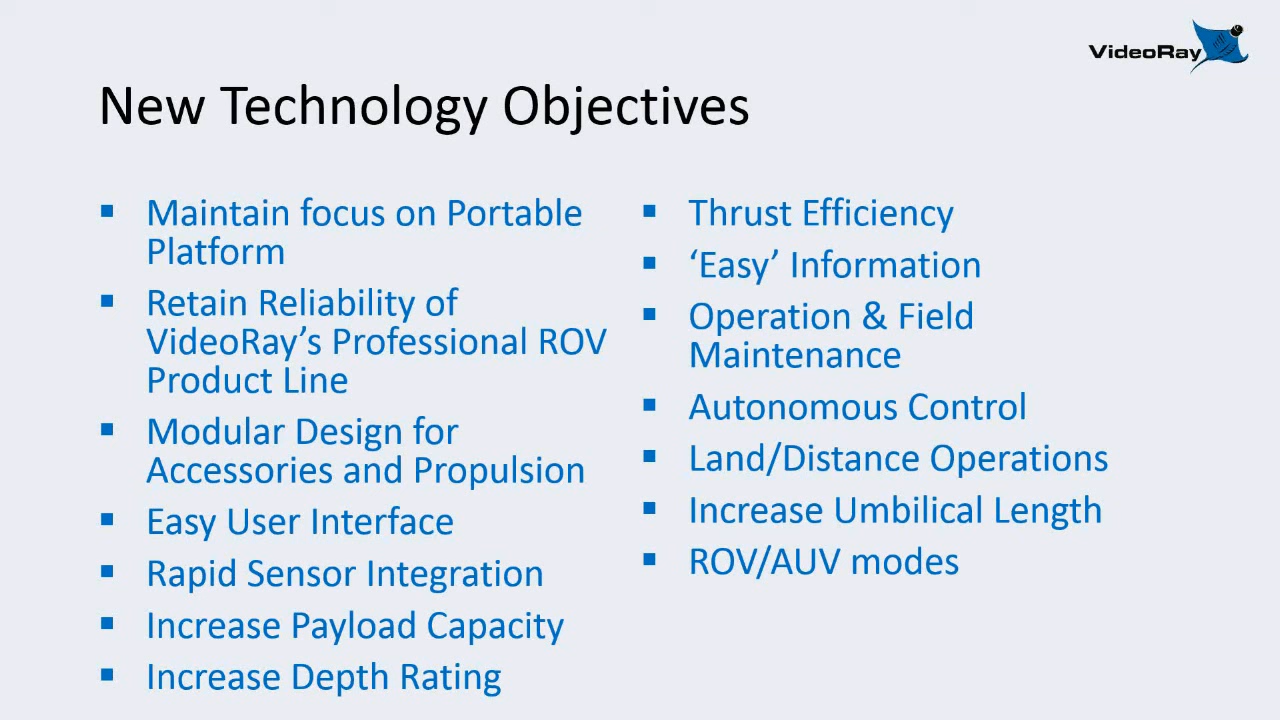 VideoRay
New Technology Objectives
▪ Maintain focus on Portable
Platform
▪ Retain Reliability of
VideoRay’s Professional ROV
Product Line
▪ Modular Design for
Accessories and Propulsion
▪ Easy User Interface
▪ Rapid Sensor Integration
▪ Increase Payload Capacity
▪ Increase Depth Rating
▪ Thrust Efficiency
▪ ‘Easy’ Information
▪ Operation & Field
Maintenance
▪ Autonomous Control
▪ Land/Distance Operations
▪ Increase Umbilical Length
▪ ROV/AUV modes